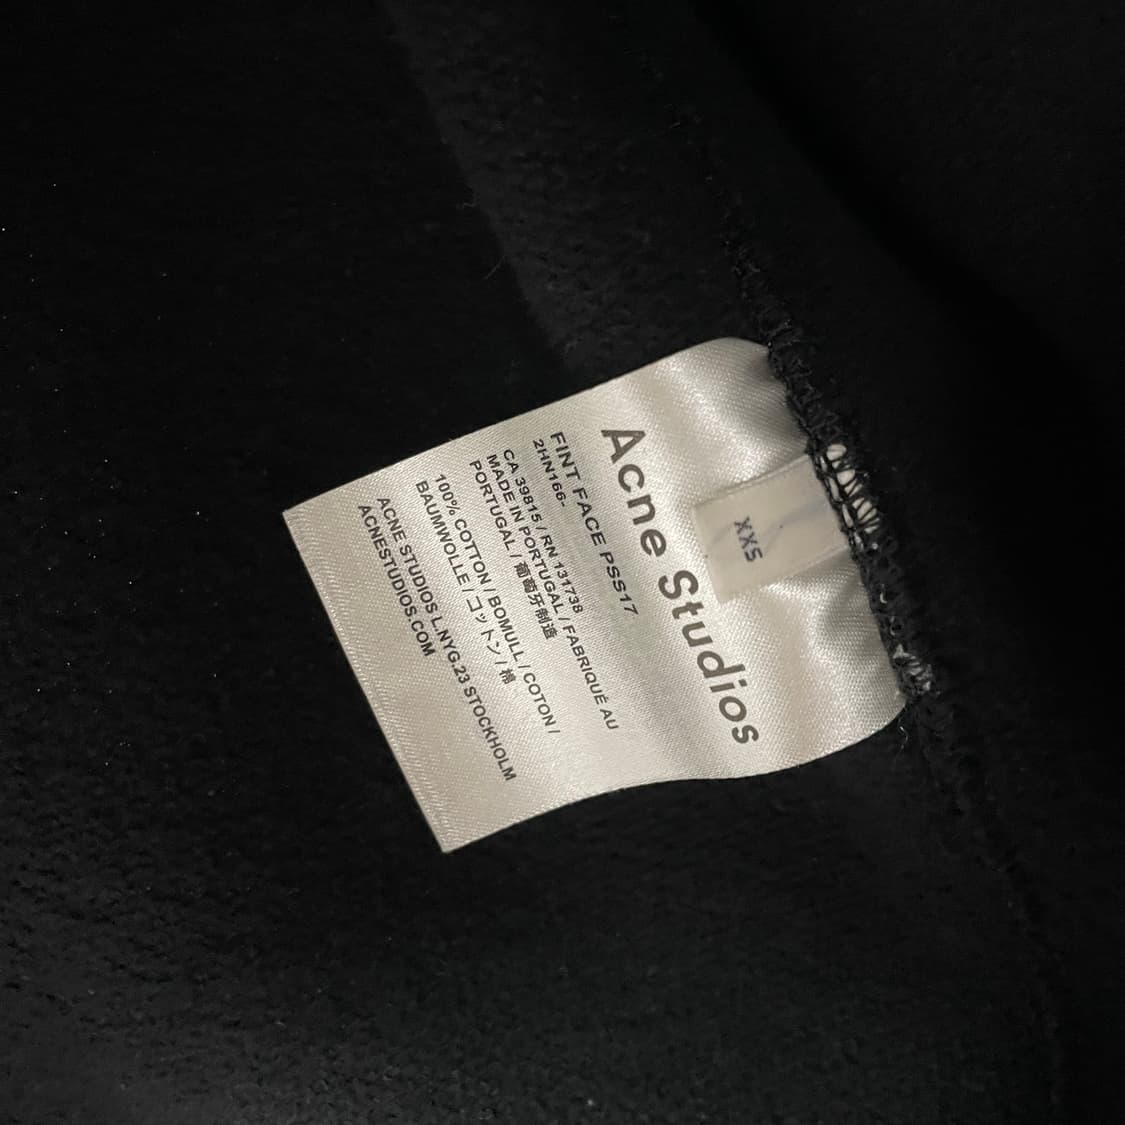 Acne Studios
XXS
FINT FACE PSS17
2HN166-
CA 39815 / RN 131738
MADE IN PORTUGAL / FABRIQUÉ AU
PORTUGAL / 葡萄牙制造
100% COTTON / BOMULL / COTON /
BAUMWOLLE / コットン / 棉
ACNE STUDIOS L.NYG.23 STOCKHOLM
ACNESTUDIOS.COM